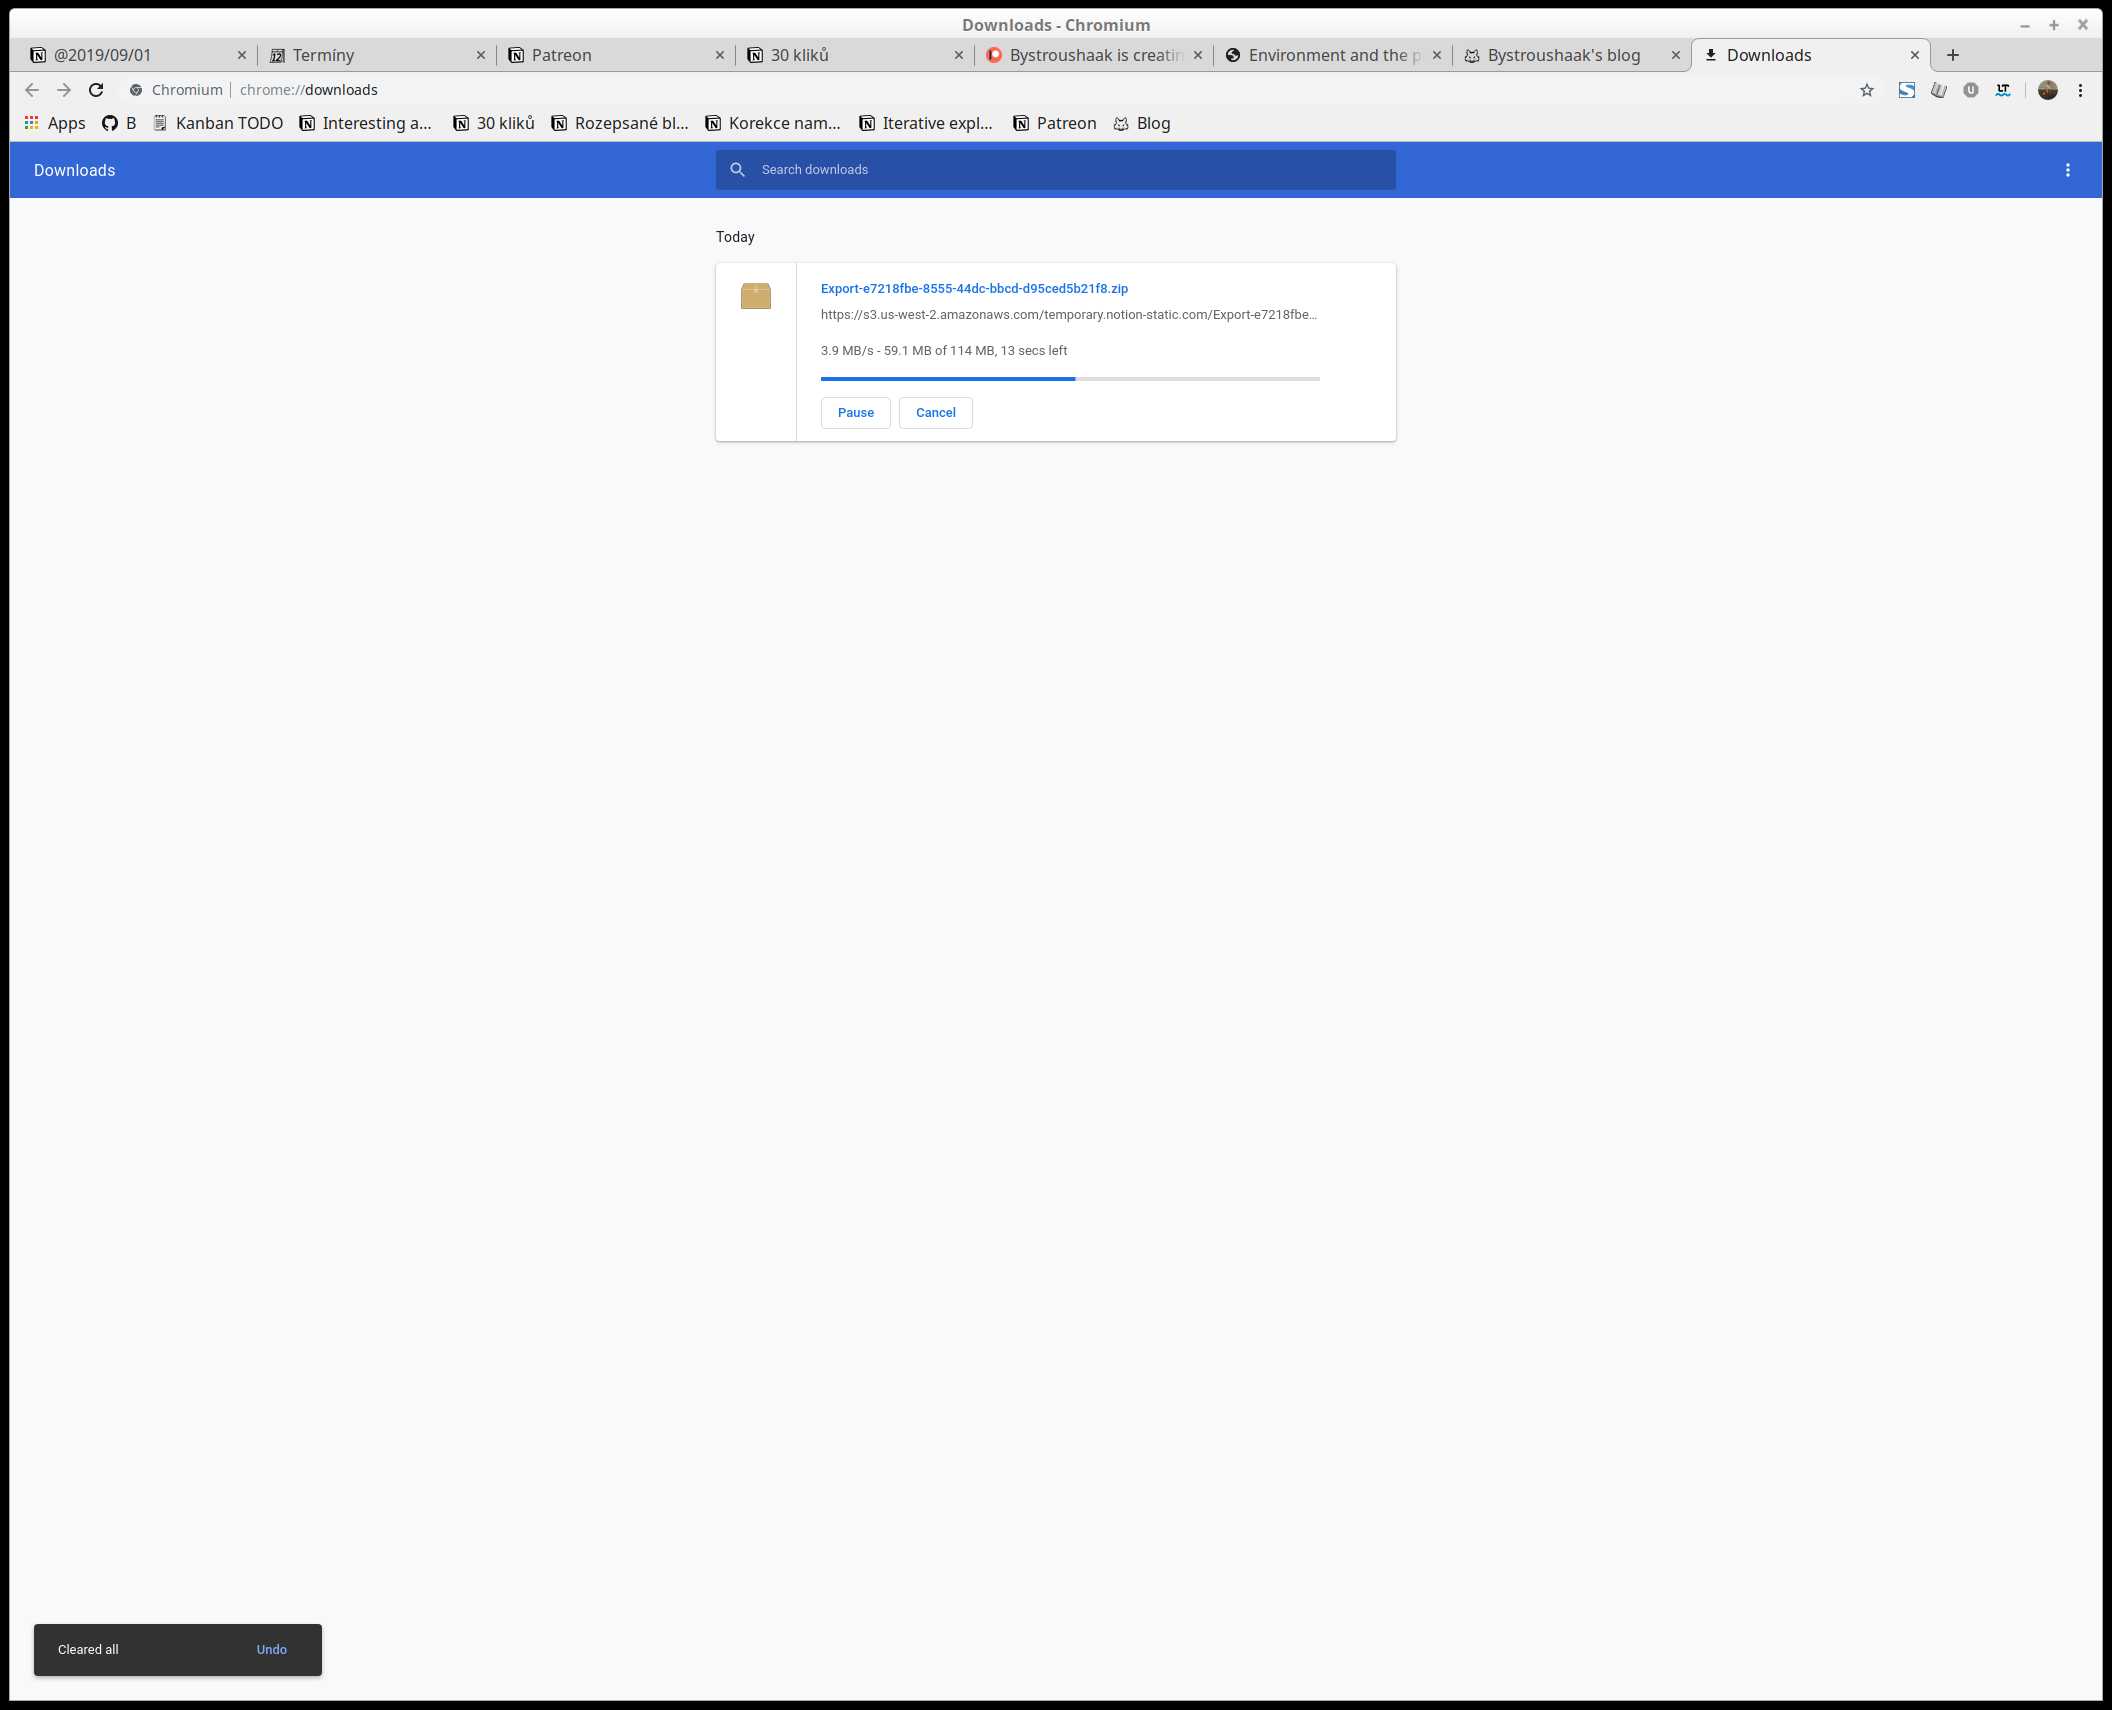 Downloads - Chromium
@2019/09/01
Termíny
Patreon
30 kliků
Bystroushaak is creatin
Environment and the p
Bystroushaak's blog
Downloads
Chromium
chrome://downloads
Apps
B
Kanban TODO
Interesting a...
30 kliků
Rozepsané bl...
Korekce nam...
Iterative expl...
Patreon
Blog
Downloads
Search downloads
Today
Export-e7218fbe-8555-44dc-bbcd-d95ced5b21f8.zip
https://s3.us-west-2.amazonaws.com/temporary.notion-static.com/Export-e7218fbe...
3.9 MB/s - 59.1 MB of 114 MB, 13 secs left
Pause
Cancel
Cleared all
Undo